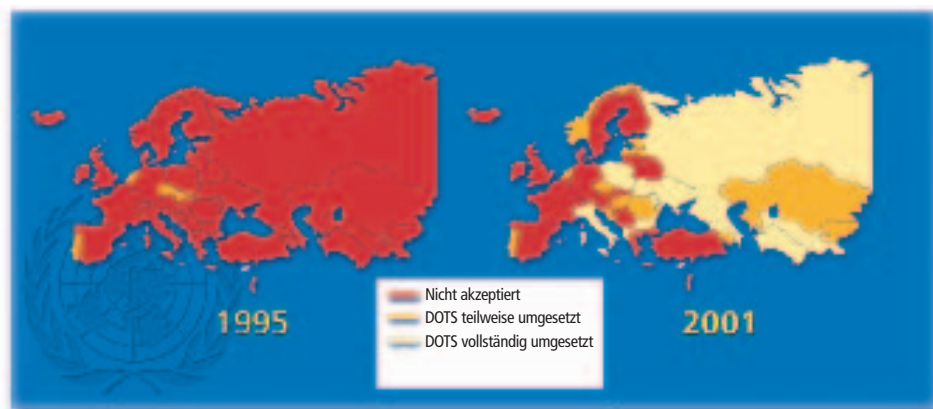 1995
2001
Nicht akzeptiert
DOTS teilweise umgesetzt
DOTS vollständig umgesetzt